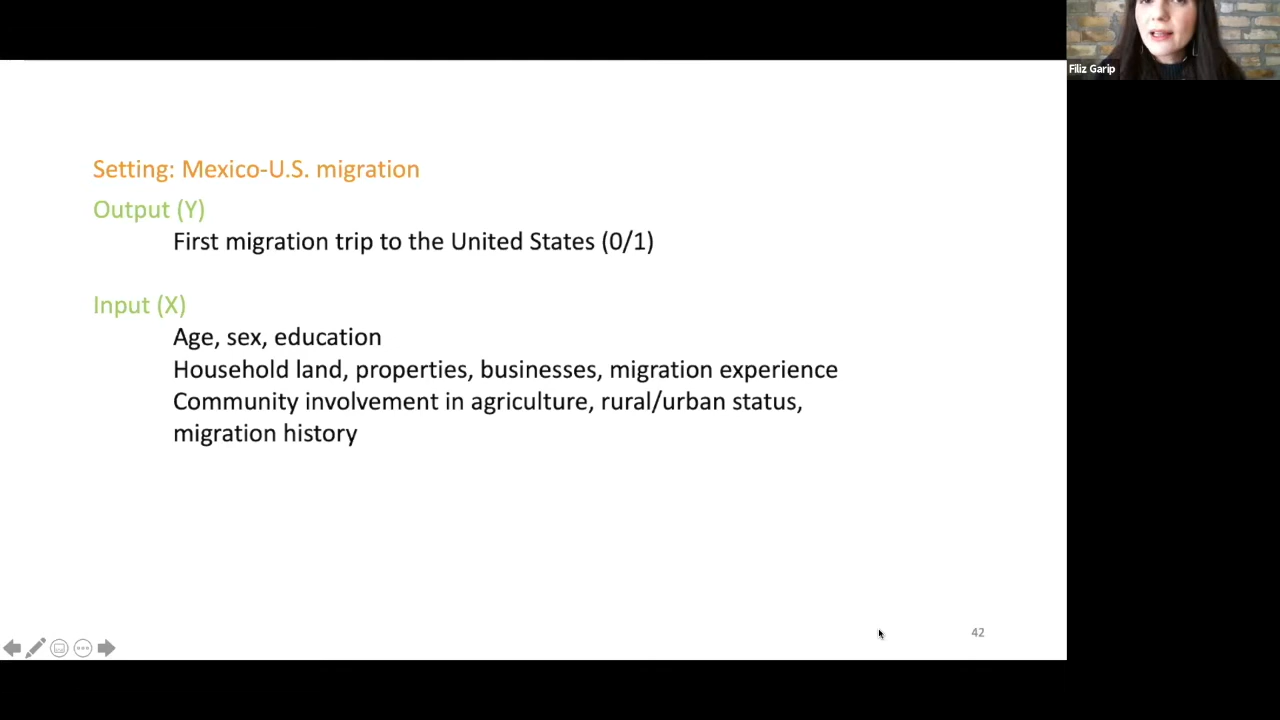 Filiz Garip
Setting: Mexico-U.S. migration
Output (Y)
First migration trip to the United States (0/1)
Input (X)
Age, sex, education
Household land, properties, businesses, migration experience
Community involvement in agriculture, rural/urban status,
migration history
42